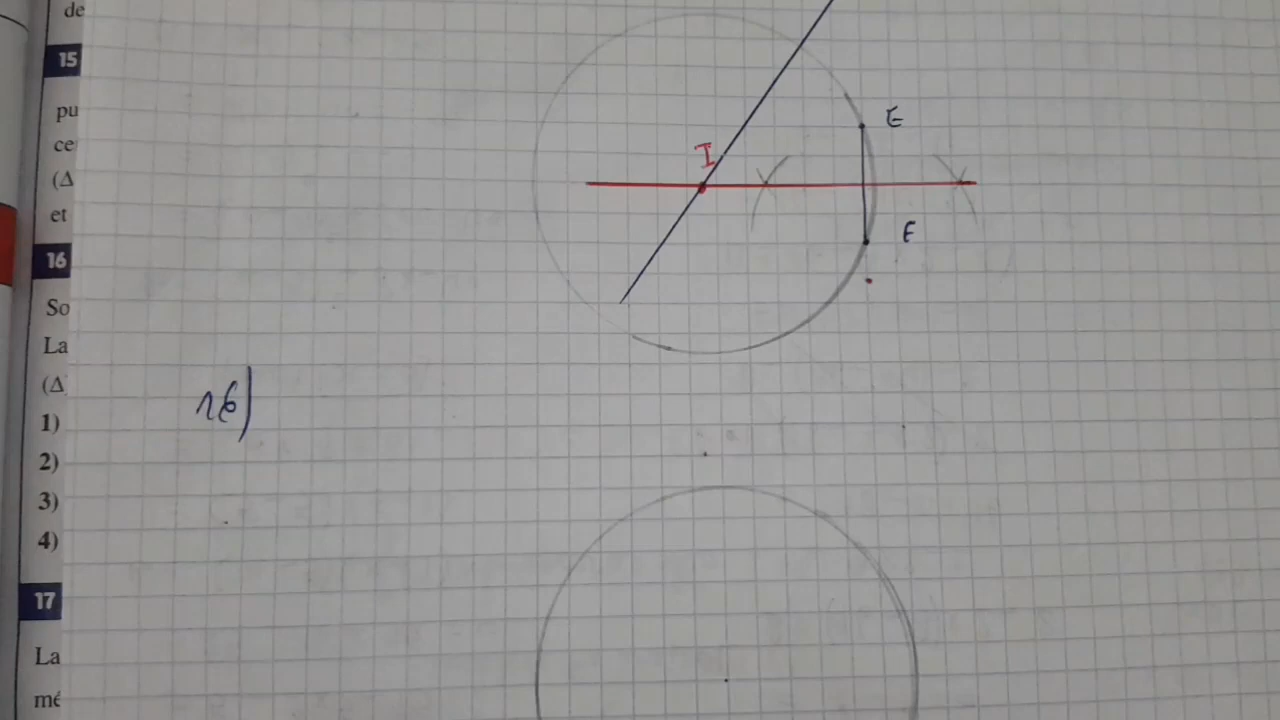 de
15
pu
ce
(Δ
et
16
So
La
(Δ
1)
2)
3)
4)
17
La
mé
E
I
E
16)